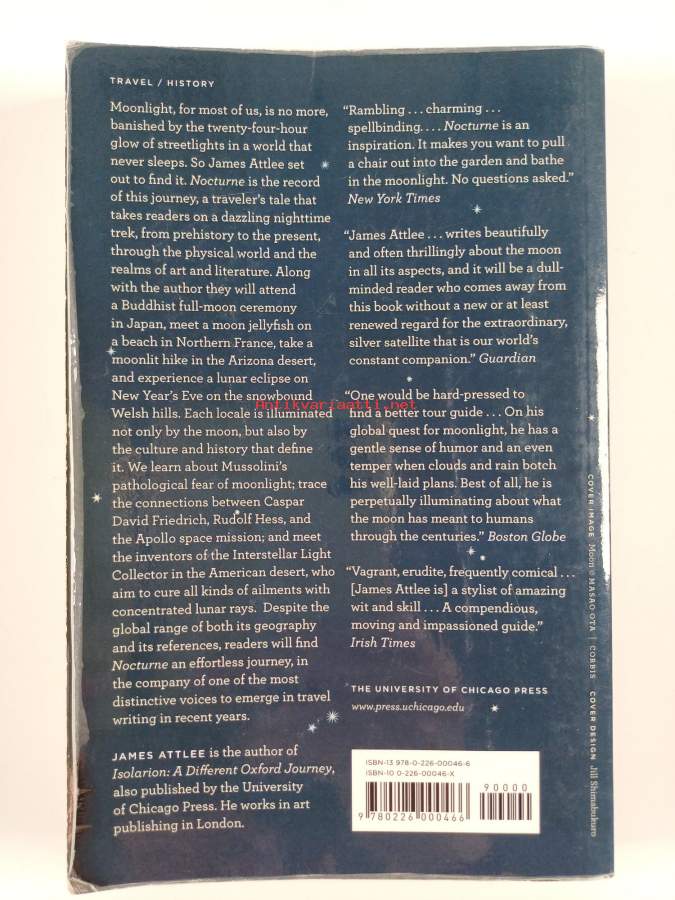 TRAVEL / HISTORY
Moonlight, for most of us, is no more,
banished by the twenty-four-hour
glow of streetlights in a world that
never sleeps. So James Attlee set
out to find it. Nocturne is the record
of this journey, a traveler's tale that
takes readers on a dazzling nighttime
trek, from prehistory to the present,
through the physical world and the
realms of art and literature. Along
with the author they will attend
a Buddhist full-moon ceremony
in Japan, meet a moon jellyfish on
a beach in Northern France, take a
moonlit hike in the Arizona desert,
and experience a lunar eclipse on
New Year's Eve on the snowbound
Welsh hills. Each locale is illuminated
not only by the moon, but also by
the culture and history that define
it. We learn about Mussolini's
pathological fear of moonlight; trace
the connections between Caspar
David Friedrich, Rudolf Hess, and
the Apollo space mission; and meet
the inventors of the Interstellar Light
Collector in the American desert, who
aim to cure all kinds of ailments with
concentrated lunar rays. Despite the
global range of both its geography
and its references, readers will find
Nocturne an effortless journey, in
the company of one of the most
distinctive voices to emerge in travel
writing in recent years.
JAMES ATTLEE is the author of
Isolarion: A Different Oxford Journey,
also published by the University
of Chicago Press. He works in art
publishing in London.
"Rambling . . . charming . . .
spellbinding. . . . Nocturne is an
inspiration. It makes you want to pull
a chair out into the garden and bathe
in the moonlight. No questions asked."
New York Times
"James Attlee . . . writes beautifully
and often thrillingly about the moon
in all its aspects, and it will be a dull-
minded reader who comes away from
this book without a new or at least
renewed regard for the extraordinary,
silver satellite that is our world's
constant companion." Guardian
"One would be hard-pressed to
find a better tour guide . . . On his
global quest for moonlight, he has a
gentle sense of humor and an even
temper when clouds and rain botch
his well-laid plans. Best of all, he is
perpetually illuminating about what
the moon has meant to humans
through the centuries." Boston Globe
"Vagrant, erudite, frequently comical . . .
[James Attlee is] a stylist of amazing
wit and skill . . . A compendious,
moving and impassioned guide."
Irish Times
THE UNIVERSITY OF CHICAGO PRESS
www.press.uchicago.edu
ISBN-13 978-0-226-00046-6
ISBN-10 0-226-00046-X
90000
9 780226 000466
COVER IMAGE Moon © MASAO OTA | CORBIS COVER DESIGN Jill Shimabukuro
Antikvariaatti.net